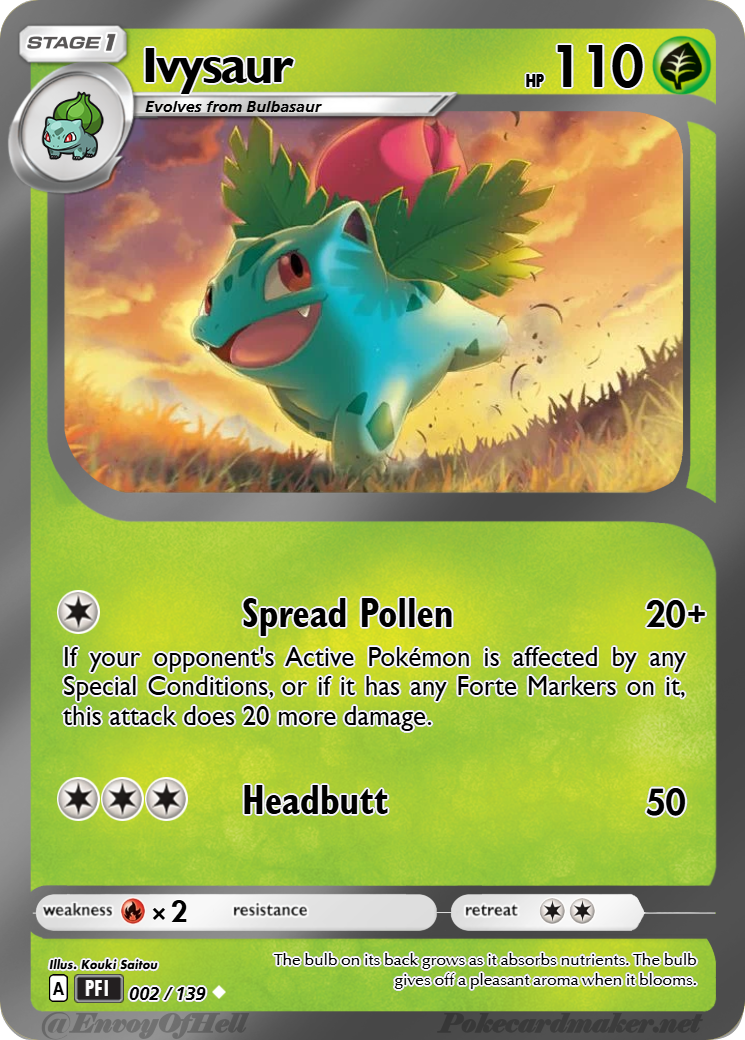 STAGE 1
Ivysaur
HP 110
Evolves from Bulbasaur
Spread Pollen 20+
If your opponent's Active Pokémon is affected by any
Special Conditions, or if it has any Forte Markers on it,
this attack does 20 more damage.
Headbutt 50
weakness × 2 resistance retreat
Illus. Kouki Saitou
The bulb on its back grows as it absorbs nutrients. The bulb
gives off a pleasant aroma when it blooms.
A PFI 002 / 139
@EnvoyOfHell Pokecardmaker.net